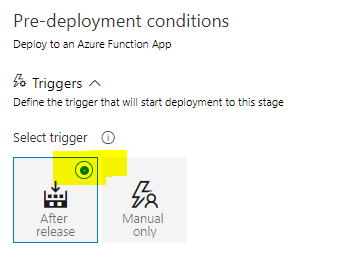 Pre-deployment conditions
Deploy to an Azure Function App
Triggers
Define the trigger that will start deployment to this stage
Select trigger
After
release
Manual
only